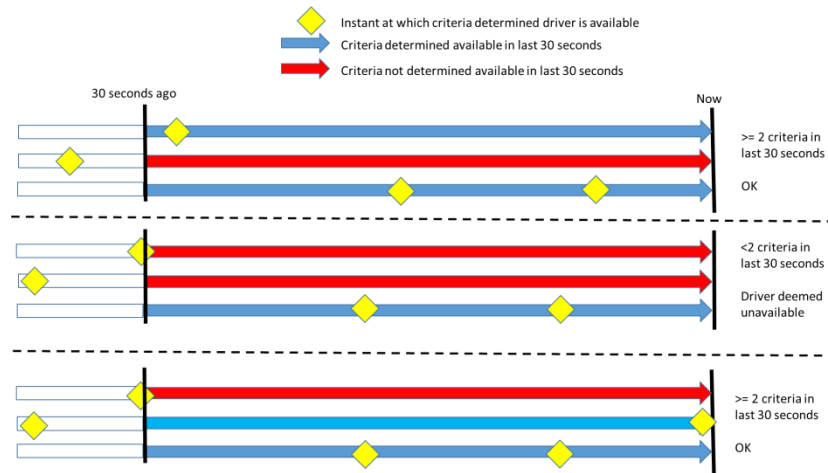 Instant at which criteria determined driver is available
Criteria determined available in last 30 seconds
Criteria not determined available in last 30 seconds
30 seconds ago
Now
>= 2 criteria in
last 30 seconds
OK
<2 criteria in
last 30 seconds
Driver deemed
unavailable
>= 2 criteria in
last 30 seconds
OK